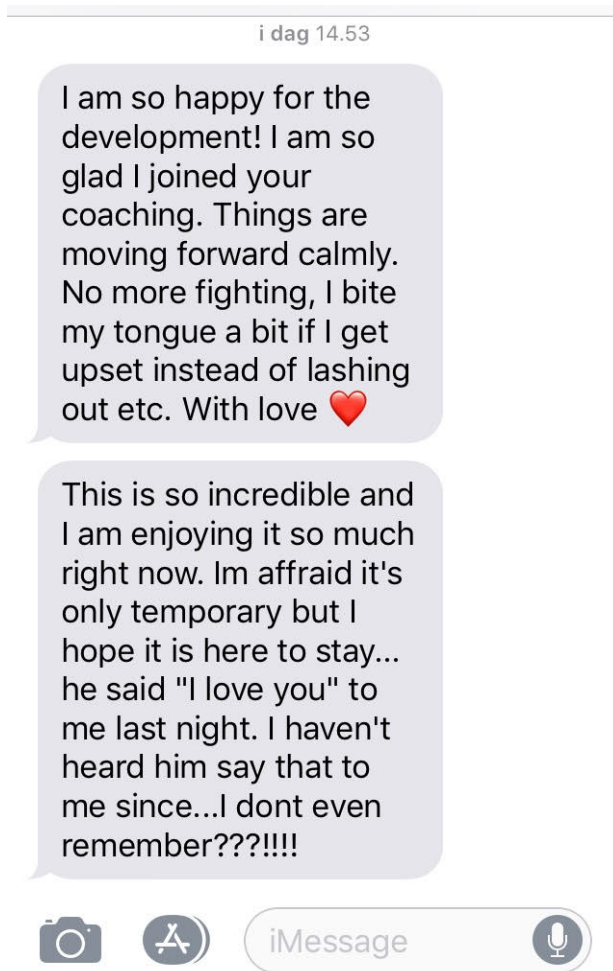 i dag 14.53
I am so happy for the
development! I am so
glad I joined your
coaching. Things are
moving forward calmly.
No more fighting, I bite
my tongue a bit if I get
upset instead of lashing
out etc. With love ❤️
This is so incredible and
I am enjoying it so much
right now. Im affraid it's
only temporary but I
hope it is here to stay...
he said "I love you" to
me last night. I haven't
heard him say that to
me since...I dont even
remember???!!!!
iMessage